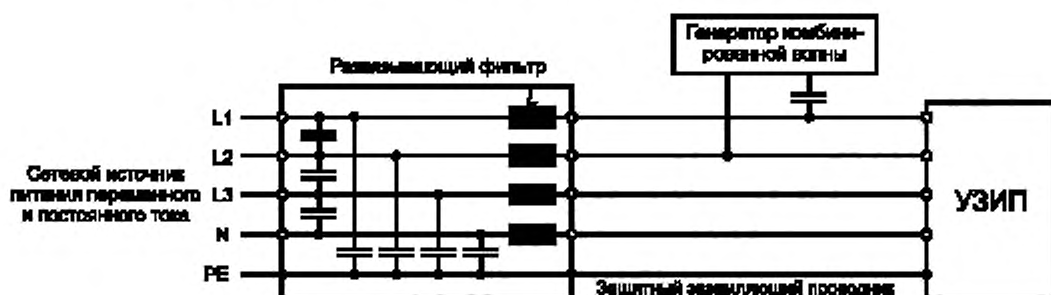 Генератор комбини-
рованной волны
Развязывающий фильтр
L1
L2
Сетевой источник
питания переменного
и постоянного тока
L3
N
PE
УЗИП
Защитный заземляющий проводник